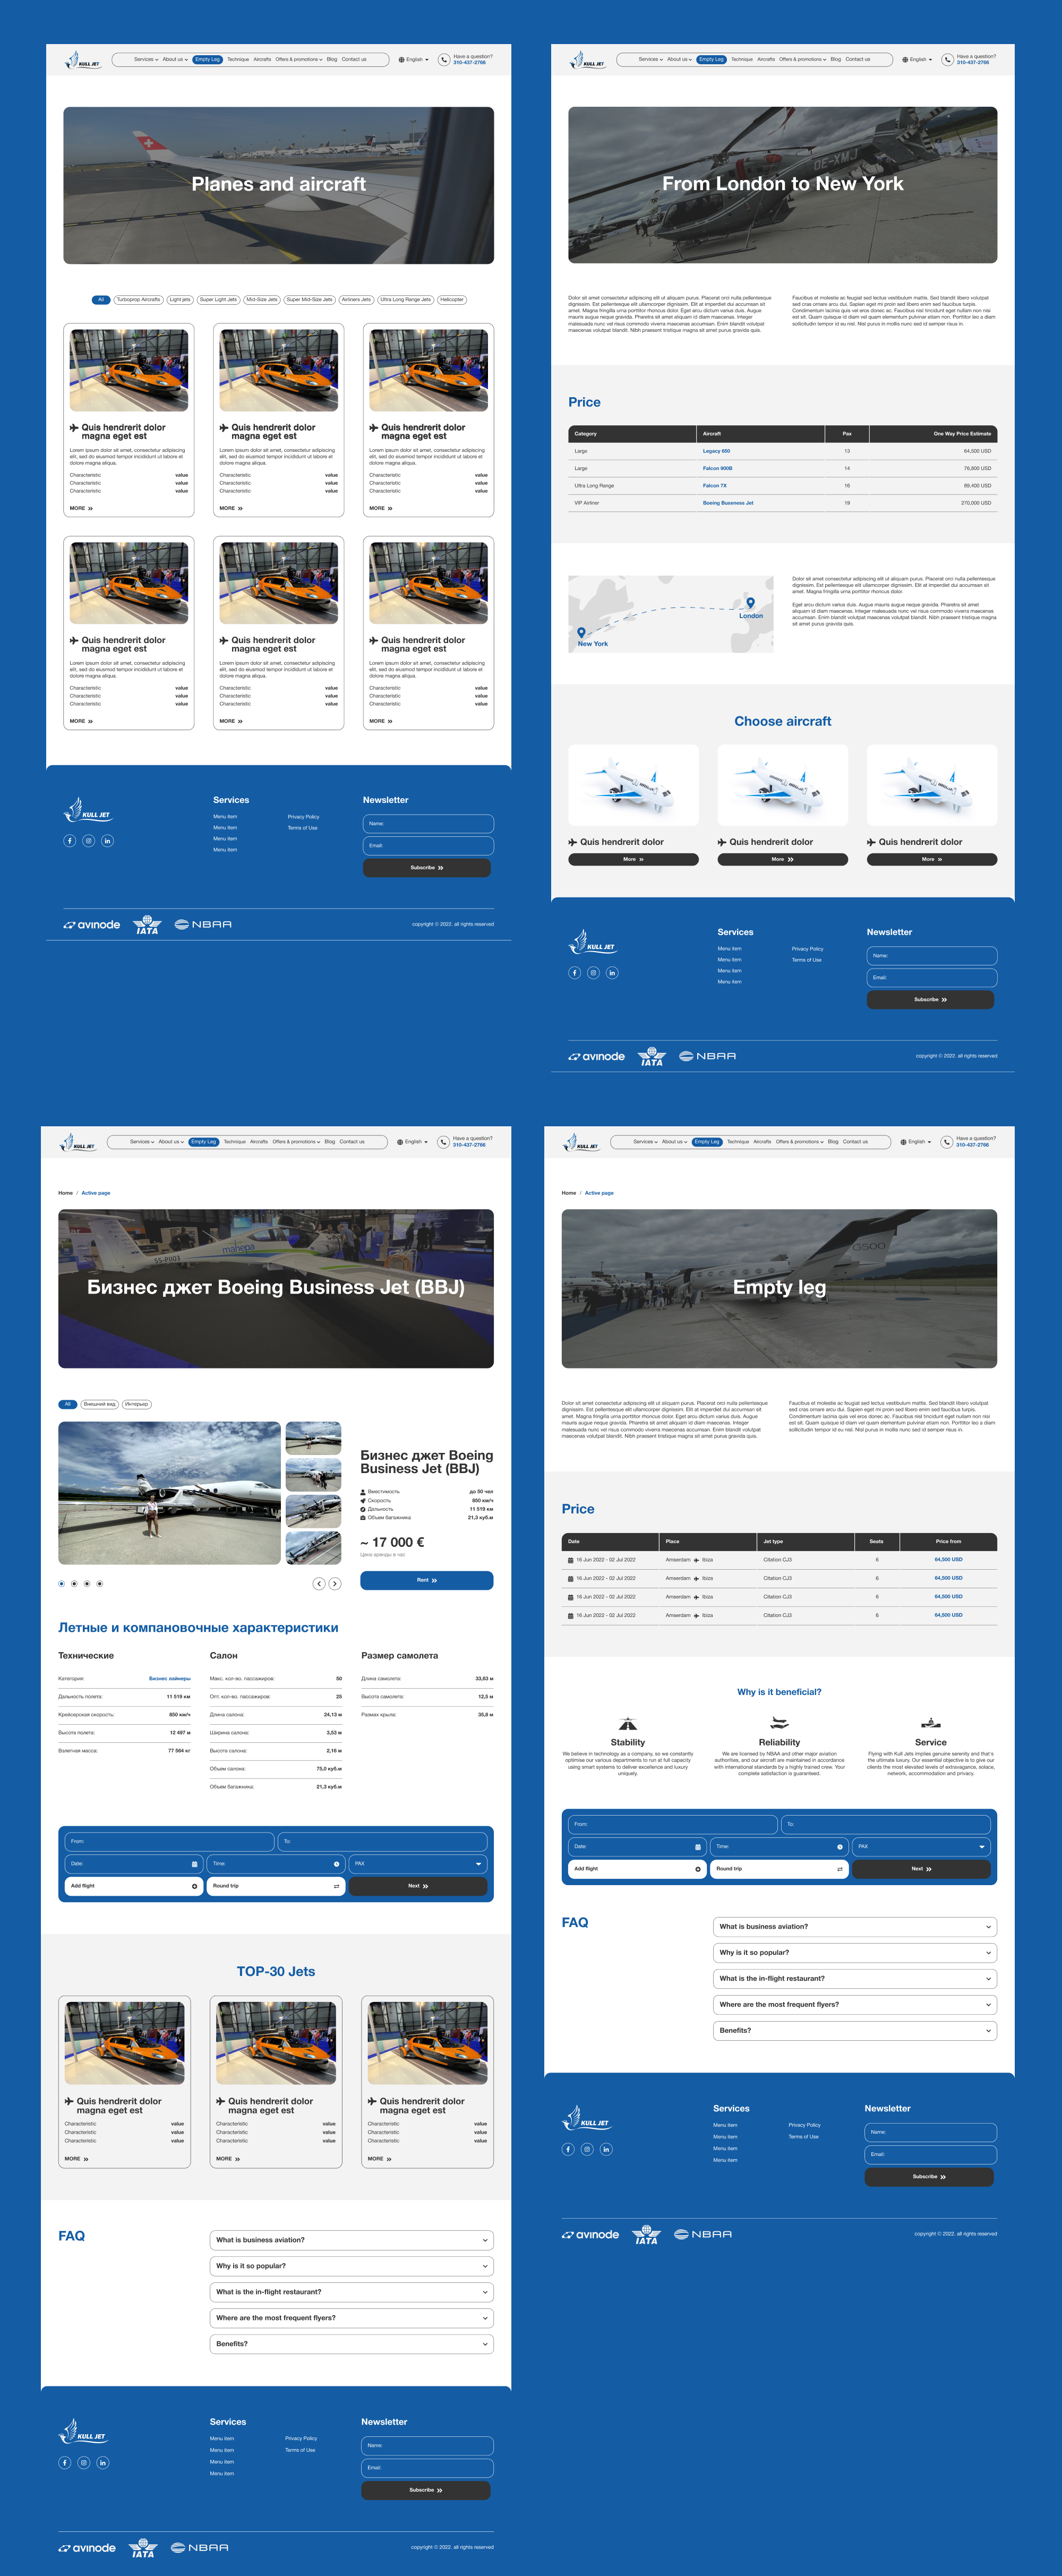 KULL JET
Services
About us
Empty Leg
Technique
Aircrafts
Offers & promotions
Blog
Contact us
English
Have a question?
310-437-2766
Planes and aircraft
All
Turboprop Aircrafts
Light jets
Super Light Jets
Mid-Size Jets
Super Mid-Size Jets
Airliners Jets
Ultra Long Range Jets
Helicopter
Quis hendrerit dolor
magna eget est
Lorem ipsum dolor sit amet, consectetur adipiscing
elit, sed do eiusmod tempor incididunt ut labore et
dolore magna aliqua.
Characteristic value
Characteristic value
Characteristic value
MORE
Quis hendrerit dolor
magna eget est
Lorem ipsum dolor sit amet, consectetur adipiscing
elit, sed do eiusmod tempor incididunt ut labore et
dolore magna aliqua.
Characteristic value
Characteristic value
Characteristic value
MORE
Quis hendrerit dolor
magna eget est
Lorem ipsum dolor sit amet, consectetur adipiscing
elit, sed do eiusmod tempor incididunt ut labore et
dolore magna aliqua.
Characteristic value
Characteristic value
Characteristic value
MORE
Quis hendrerit dolor
magna eget est
Lorem ipsum dolor sit amet, consectetur adipiscing
elit, sed do eiusmod tempor incididunt ut labore et
dolore magna aliqua.
Characteristic value
Characteristic value
Characteristic value
MORE
Quis hendrerit dolor
magna eget est
Lorem ipsum dolor sit amet, consectetur adipiscing
elit, sed do eiusmod tempor incididunt ut labore et
dolore magna aliqua.
Characteristic value
Characteristic value
Characteristic value
MORE
Quis hendrerit dolor
magna eget est
Lorem ipsum dolor sit amet, consectetur adipiscing
elit, sed do eiusmod tempor incididunt ut labore et
dolore magna aliqua.
Characteristic value
Characteristic value
Characteristic value
MORE
KULL JET
Services
Menu item
Menu item
Menu item
Menu item
Privacy Policy
Terms of Use
Newsletter
Name:
Email:
Subscribe
avinode
IATA
NBAA
copyright © 2022. all rights reserved
KULL JET
Services
About us
Empty Leg
Technique
Aircrafts
Offers & promotions
Blog
Contact us
English
Have a question?
310-437-2766
OE-XMJ
From London to New York
Dolor sit amet consectetur adipiscing elit ut aliquam purus. Placerat orci nulla pellentesque
dignissim. Est pellentesque elit ullamcorper dignissim. Elit at imperdiet dui accumsan sit
amet. Magna fringilla urna porttitor rhoncus dolor. Eget arcu dictum varius duis. Augue
mauris augue neque gravida. Pharetra sit amet aliquam id diam maecenas. Integer
malesuada nunc vel risus commodo viverra maecenas accumsan. Enim blandit volutpat
maecenas volutpat blandit. Nibh praesent tristique magna sit amet purus gravida quis.
Faucibus et molestie ac feugiat sed lectus vestibulum mattis. Sed blandit libero volutpat
sed cras ornare arcu dui. Sapien eget mi proin sed libero enim sed faucibus turpis.
Condimentum lacinia quis vel eros donec ac. Faucibus nisl tincidunt eget nullam non nisi
est sit. Quam quisque id diam vel quam elementum pulvinar etiam non. Porttitor leo a diam
sollicitudin tempor id eu nisl. Nisl purus in mollis nunc sed id semper risus in.
Price
Category Aircraft Pax One Way Price Estimate
Large Legacy 650 13 64,500 USD
Large Falcon 900B 14 76,800 USD
Ultra Long Range Falcon 7X 16 89,400 USD
VIP Airliner Boeing Buseness Jet 19 270,000 USD
London
New York
Dolor sit amet consectetur adipiscing elit ut aliquam purus. Placerat orci nulla pellentesque
dignissim. Est pellentesque elit ullamcorper dignissim. Elit at imperdiet dui accumsan sit
amet. Magna fringilla urna porttitor rhoncus dolor.
Eget arcu dictum varius duis. Augue mauris augue neque gravida. Pharetra sit amet
aliquam id diam maecenas. Integer malesuada nunc vel risus commodo viverra maecenas
accumsan. Enim blandit volutpat maecenas volutpat blandit. Nibh praesent tristique magna
sit amet purus gravida quis.
Choose aircraft
Quis hendrerit dolor
More
Quis hendrerit dolor
More
Quis hendrerit dolor
More
KULL JET
Services
Menu item
Menu item
Menu item
Menu item
Privacy Policy
Terms of Use
Newsletter
Name:
Email:
Subscribe
avinode
IATA
NBAA
copyright © 2022. all rights reserved
KULL JET
Services
About us
Empty Leg
Technique
Aircrafts
Offers & promotions
Blog
Contact us
English
Have a question?
310-437-2766
Home / Active page
mahepa
S5-PUO3
Бизнес джет Boeing Business Jet (BBJ)
All
Внешний вид
Интерьер
Бизнес джет Boeing
Business Jet (BBJ)
Вместимость до 50 чел
Скорость 850 км/ч
Дальность 11 519 км
Объем багажника 21,3 куб.м
~ 17 000 €
Цена аренды в час
Rent
Летные и компановочные характеристики
Технические
Категория: Бизнес лайнеры
Дальность полета: 11 519 км
Крейсерская скорость: 850 км/ч
Высота полета: 12 497 м
Взлетная масса: 77 564 кг
Салон
Макс. кол-во. пассажиров: 50
Опт. кол-во. пассажиров: 25
Длина салона: 24,13 м
Ширина салона: 3,53 м
Высота салона: 2,16 м
Объем салона: 75,0 куб.м
Объем багажника: 21,3 куб.м
Размер самолета
Длина самолета: 33,63 м
Высота самолета: 12,5 м
Размах крыла: 35,8 м
From:
To:
Date:
Time:
PAX
Add flight
Round trip
Next
TOP-30 Jets
Quis hendrerit dolor
magna eget est
Characteristic value
Characteristic value
Characteristic value
MORE
Quis hendrerit dolor
magna eget est
Characteristic value
Characteristic value
Characteristic value
MORE
Quis hendrerit dolor
magna eget est
Characteristic value
Characteristic value
Characteristic value
MORE
FAQ
What is business aviation?
Why is it so popular?
What is the in-flight restaurant?
Where are the most frequent flyers?
Benefits?
KULL JET
Services
Menu item
Menu item
Menu item
Menu item
Privacy Policy
Terms of Use
Newsletter
Name:
Email:
Subscribe
avinode
IATA
NBAA
copyright © 2022. all rights reserved
KULL JET
Services
About us
Empty Leg
Technique
Aircrafts
Offers & promotions
Blog
Contact us
English
Have a question?
310-437-2766
Home / Active page
G500
Empty leg
Dolor sit amet consectetur adipiscing elit ut aliquam purus. Placerat orci nulla pellentesque
dignissim. Est pellentesque elit ullamcorper dignissim. Elit at imperdiet dui accumsan sit
amet. Magna fringilla urna porttitor rhoncus dolor. Eget arcu dictum varius duis. Augue
mauris augue neque gravida. Pharetra sit amet aliquam id diam maecenas. Integer
malesuada nunc vel risus commodo viverra maecenas accumsan. Enim blandit volutpat
maecenas volutpat blandit. Nibh praesent tristique magna sit amet purus gravida quis.
Faucibus et molestie ac feugiat sed lectus vestibulum mattis. Sed blandit libero volutpat
sed cras ornare arcu dui. Sapien eget mi proin sed libero enim sed faucibus turpis.
Condimentum lacinia quis vel eros donec ac. Faucibus nisl tincidunt eget nullam non nisi
est. Quam quisque id diam vel quam elementum pulvinar etiam non. Porttitor leo a diam
sollicitudin tempor id eu nisl. Nisl purus in mollis nunc sed id semper risus in.
Price
Date Place Jet type Seats Price from
16 Jun 2022 - 02 Jul 2022 Amserdam Ibiza Citation CJ3 6 64,500 USD
16 Jun 2022 - 02 Jul 2022 Amserdam Ibiza Citation CJ3 6 64,500 USD
16 Jun 2022 - 02 Jul 2022 Amserdam Ibiza Citation CJ3 6 64,500 USD
16 Jun 2022 - 02 Jul 2022 Amserdam Ibiza Citation CJ3 6 64,500 USD
Why is it beneficial?
Stability
We believe in technology as a company, so we constantly
optimise our various departments to run at full capacity
using smart systems to deliver excellence and luxury
uniquely.
Reliability
We are licensed by NBAA and other major aviation
authorities, and our aircraft are maintained in accordance
with international standards by a highly trained crew. Your
complete satisfaction is guaranteed.
Service
Flying with Kull Jets implies genuine serenity and that's
the ultimate luxury. Our essential objective is to give our
clients the most elevated levels of extravagance, solace,
network, accommodation and privacy.
From:
To:
Date:
Time:
PAX
Add flight
Round trip
Next
FAQ
What is business aviation?
Why is it so popular?
What is the in-flight restaurant?
Where are the most frequent flyers?
Benefits?
KULL JET
Services
Menu item
Menu item
Menu item
Menu item
Privacy Policy
Terms of Use
Newsletter
Name:
Email:
Subscribe
avinode
IATA
NBAA
copyright © 2022. all rights reserved